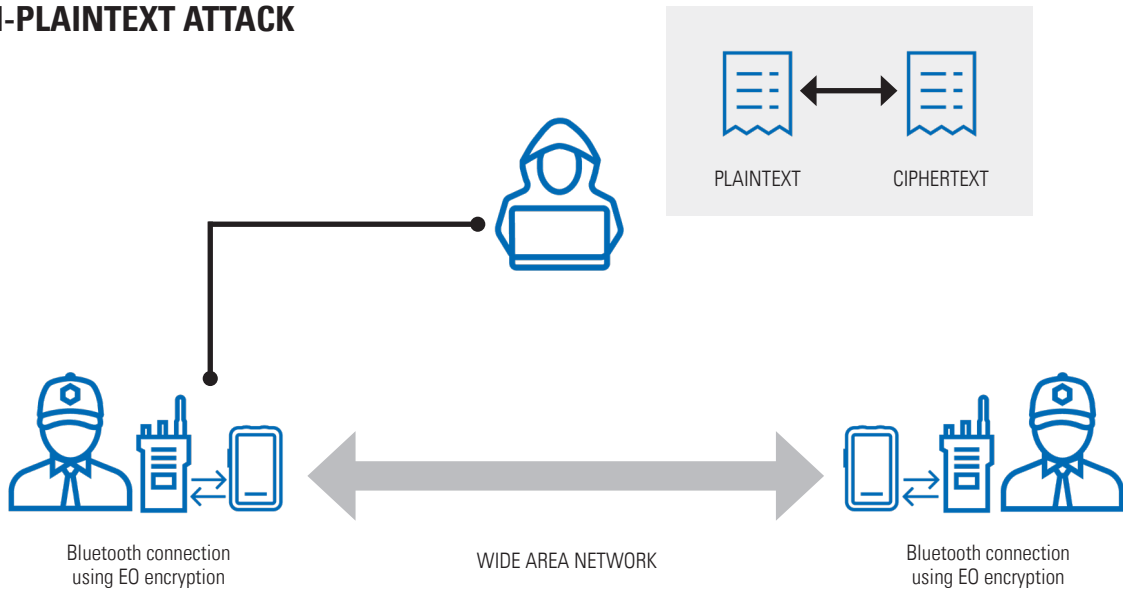 -PLAINTEXT ATTACK
PLAINTEXT
CIPHERTEXT
Bluetooth connection
using EO encryption
WIDE AREA NETWORK
Bluetooth connection
using EO encryption